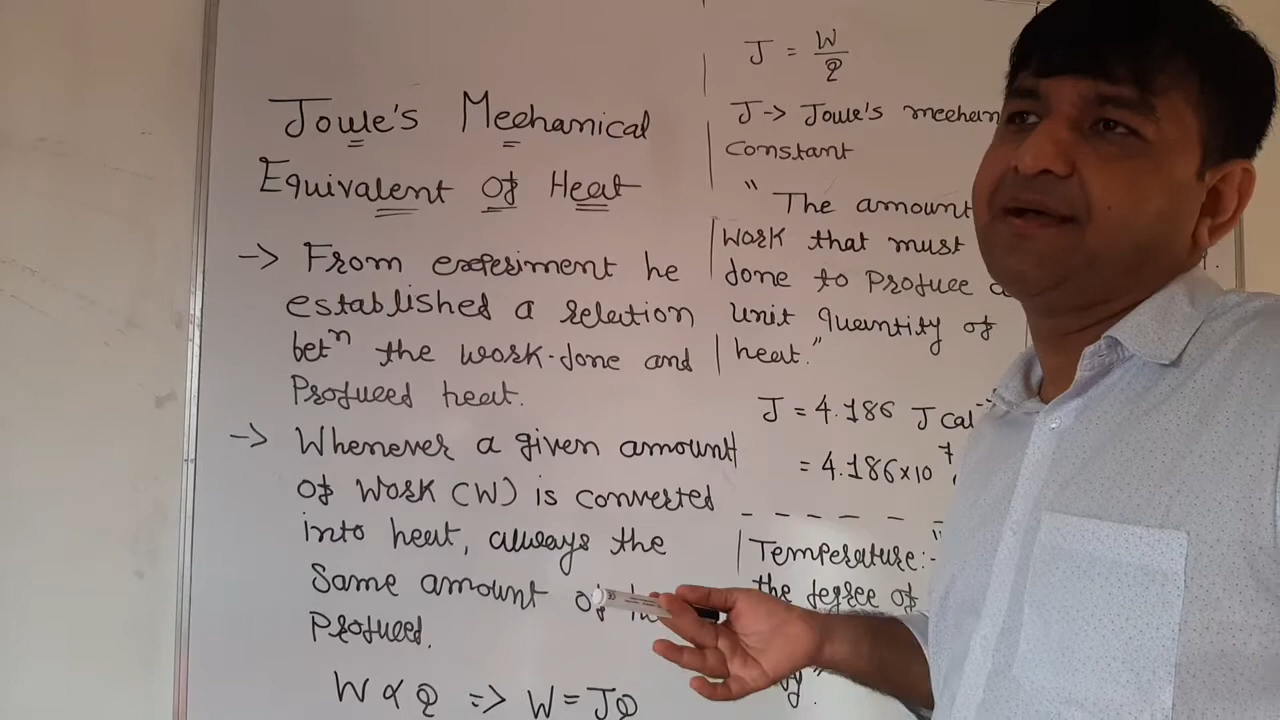 Joule's Mechanical
Equivalent of Heat
-> From experiment he
established a relation
betⁿ the work-done and
Produced heat.
-> Whenever a given amount
of Work (W) is converted
into heat, always the
Same amount of
Produced.
W ∝ Q => W = JQ
J = W/Q
J -> Joule's mechan
constant
" The amount
work that must
done to Produce a
unit quantity of
heat."
J = 4.186 J Cal⁻
= 4.186 × 10⁷
Temperature:- "
the degree of